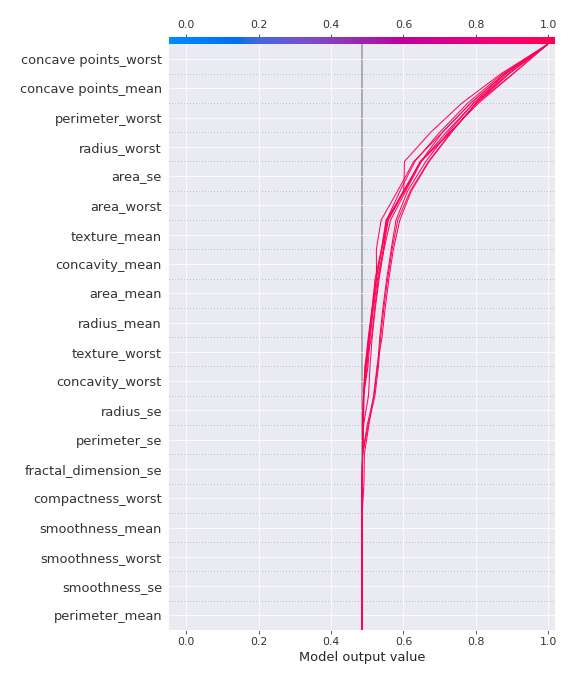 0.0 0.2 0.4 0.6 0.8 1.0
concave points_worst
concave points_mean
perimeter_worst
radius_worst
area_se
area_worst
texture_mean
concavity_mean
area_mean
radius_mean
texture_worst
concavity_worst
radius_se
perimeter_se
fractal_dimension_se
compactness_worst
smoothness_mean
smoothness_worst
smoothness_se
perimeter_mean
0.0 0.2 0.4 0.6 0.8 1.0
Model output value